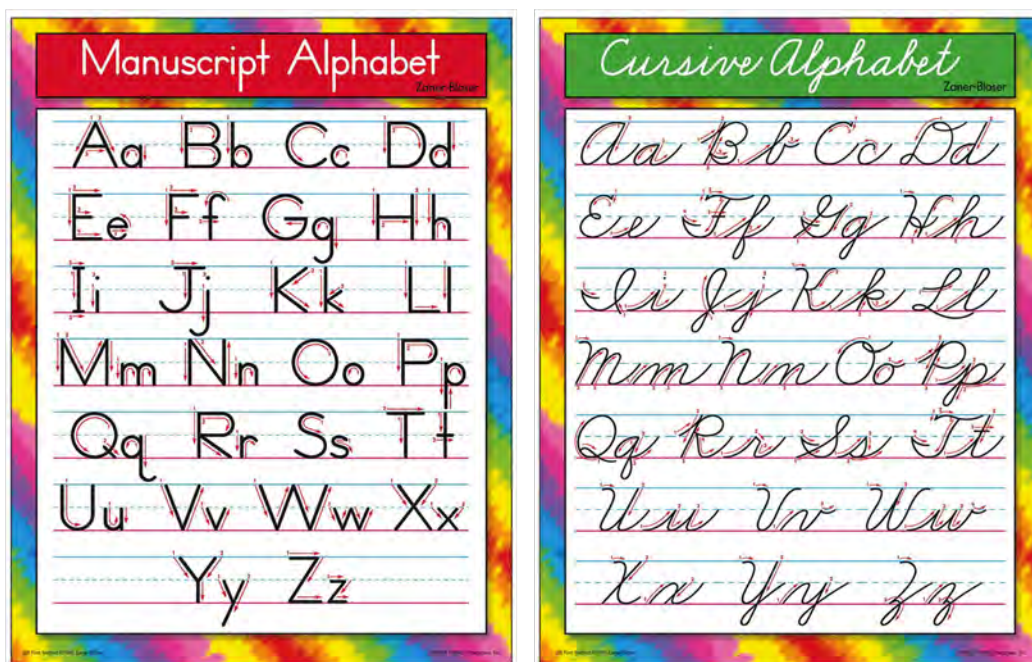 Manuscript Alphabet
Zaner-Bloser
Aa Bb Cc Dd
Ee Ff Gg Hh
Ii Jj Kk Ll
Mm Nn Oo Pp
Qq Rr Ss Tt
Uu Vv Ww Xx
Yy Zz
Cursive Alphabet
Zaner-Bloser
Aa Bb Cc Dd
Ee Ff Gg Hh
Ii Jj Kk Ll
Mm Nn Oo Pp
Qq Rr Ss Tt
Uu Vv Ww
Xx Yy Zz